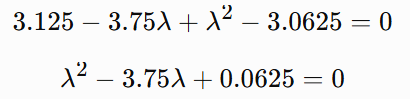 3.125 − 3.75λ + λ² − 3.0625 = 0
λ² − 3.75λ + 0.0625 = 0